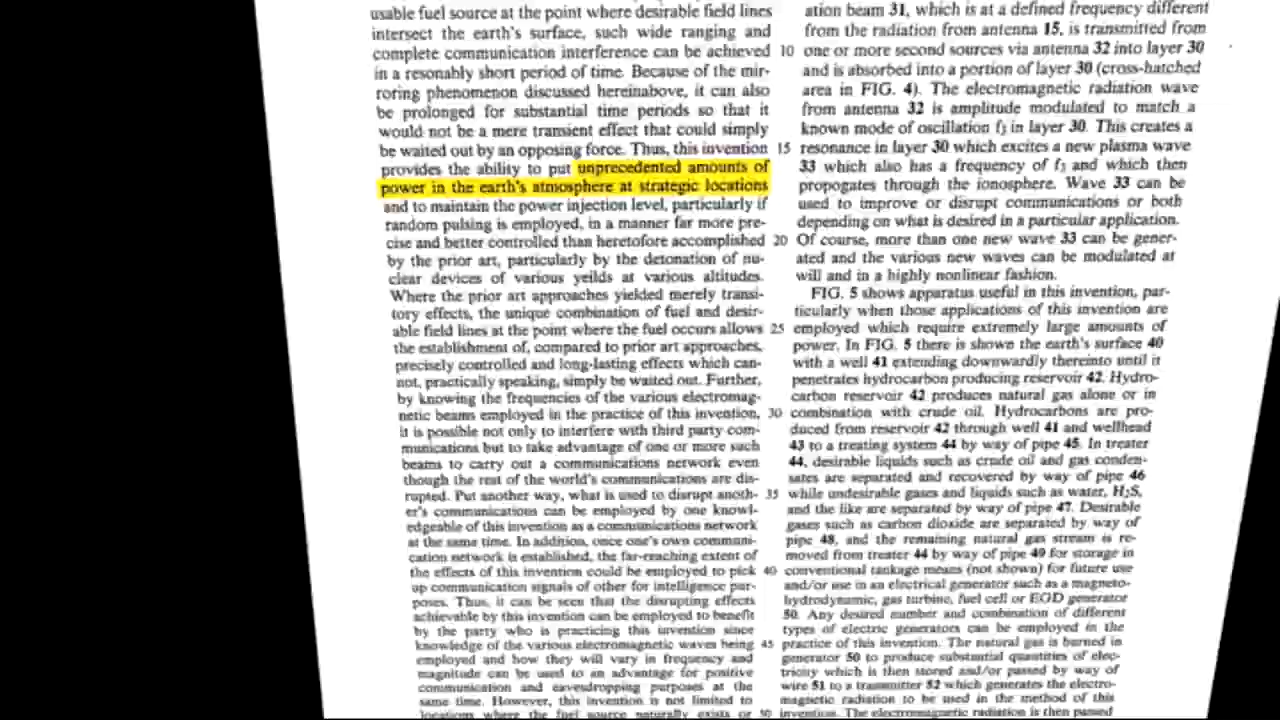 usable fuel source at the point where desirable field lines
intersect the earth's surface, such wide ranging and
complete communication interference can be achieved
in a resonably short period of time. Because of the mir-
roring phenomenon discussed hereinabove, it can also
be prolonged for substantial time periods so that it
would not be a mere transient effect that could simply
be waited out by an opposing force. Thus, this invention
provides the ability to put unprecedented amounts of
power in the earth's atmosphere at strategic locations
and to maintain the power injection level, particularly if
random pulsing is employed, in a manner far more pre-
cise and better controlled than heretofore accomplished
by the prior art, particularly by the detonation of nu-
clear devices of various yeilds at various altitudes.
Where the prior art approaches yielded merely transi-
tory effects, the unique combination of fuel and desir-
able field lines at the point where the fuel occurs allows
the establishment of, compared to prior art approaches,
precisely controlled and long-lasting effects which can-
not, practically speaking, simply be waited out. Further,
by knowing the frequencies of the various electromag-
netic beams employed in the practice of this invention,
it is possible not only to interfere with third party com-
munications but to take advantage of one or more such
beams to carry out a communications network even
though the rest of the world's communications are dis-
rupted. Put another way, what is used to disrupt anoth-
er's communications can be employed by one knowl-
edgeable of this invention as a communications network
at the same time. In addition, once one's own communi-
cation network is established, the far-reaching extent of
the effects of this invention could be employed to pick
up communication signals of other for intelligence pur-
poses. Thus, it can be seen that the disrupting effects
achievable by this invention can be employed to benefit
by the party who is practicing this invention since
knowledge of the various electromagnetic waves being
employed and how they will vary in frequency and
magnitude can be used to an advantage for positive
communication and eavesdropping purposes at the
same time. However, this invention is not limited to
locations where the fuel source naturally exists or
10
15
20
25
30
35
40
45
50
ation beam 31, which is at a defined frequency different
from the radiation from antenna 15, is transmitted from
one or more second sources via antenna 32 into layer 30
and is absorbed into a portion of layer 30 (cross-hatched
area in FIG. 4). The electromagnetic radiation wave
from antenna 32 is amplitude modulated to match a
known mode of oscillation f3 in layer 30. This creates a
resonance in layer 30 which excites a new plasma wave
33 which also has a frequency of f3 and which then
propogates through the ionosphere. Wave 33 can be
used to improve or disrupt communications or both
depending on what is desired in a particular application.
Of course, more than one new wave 33 can be gener-
ated and the various new waves can be modulated at
will and in a highly nonlinear fashion.
FIG. 5 shows apparatus useful in this invention, par-
ticularly when those applications of this invention are
employed which require extremely large amounts of
power. In FIG. 5 there is shown the earth's surface 40
with a well 41 extending downwardly thereinto until it
penetrates hydrocarbon producing reservoir 42. Hydro-
carbon reservoir 42 produces natural gas alone or in
combination with crude oil. Hydrocarbons are pro-
duced from reservoir 42 through well 41 and wellhead
43 to a treating system 44 by way of pipe 45. In treater
44, desirable liquids such as crude oil and gas conden-
sates are separated and recovered by way of pipe 46
while undesirable gases and liquids such as water, H2S,
and the like are separated by way of pipe 47. Desirable
gases such as carbon dioxide are separated by way of
pipe 48, and the remaining natural gas stream is re-
moved from treater 44 by way of pipe 49 for storage in
conventional tankage means (not shown) for future use
and/or use in an electrical generator such as a magneto-
hydrodynamic, gas turbine, fuel cell or EGD generator
50. Any desired number and combination of different
types of electric generators can be employed in the
practice of this invention. The natural gas is burned in
generator 50 to produce substantial quantities of elec-
tricity which is then stored and/or passed by way of
wire 51 to a transmitter 52 which generates the electro-
magnetic radiation to be used in the method of this
invention. The electromagnetic radiation is then passed